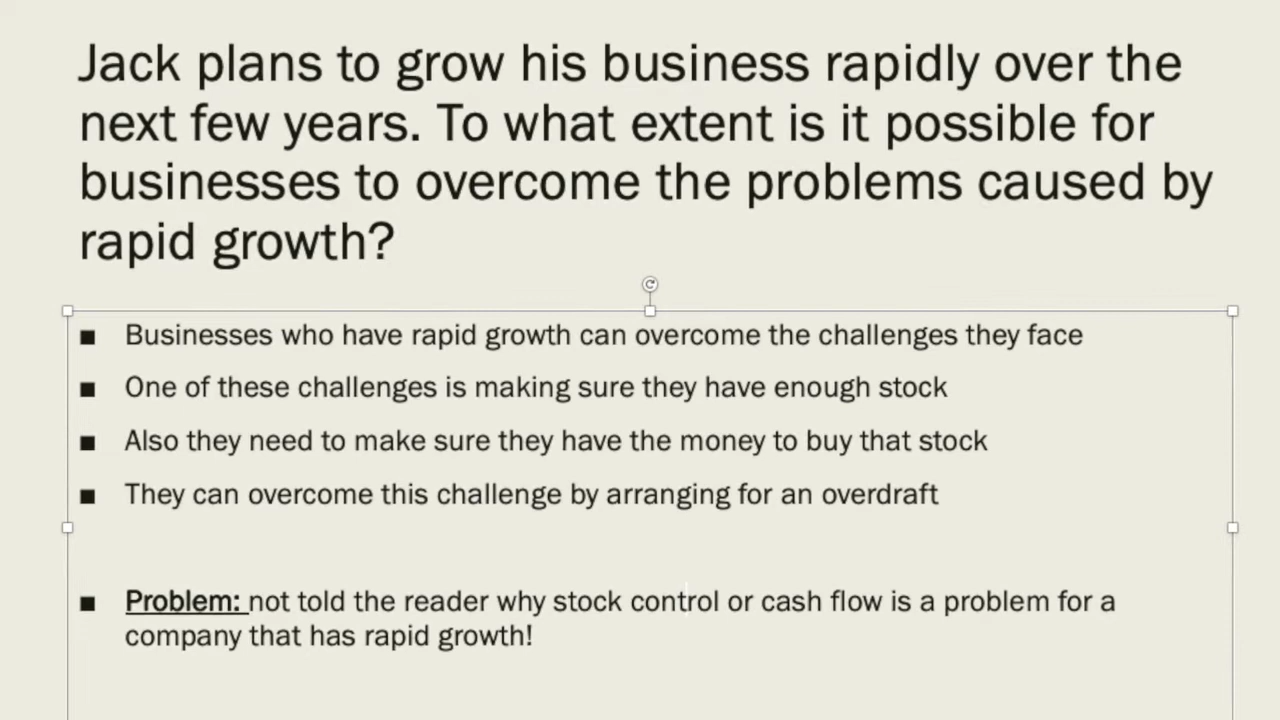 Jack plans to grow his business rapidly over the
next few years. To what extent is it possible for
businesses to overcome the problems caused by
rapid growth?
■ Businesses who have rapid growth can overcome the challenges they face
■ One of these challenges is making sure they have enough stock
■ Also they need to make sure they have the money to buy that stock
■ They can overcome this challenge by arranging for an overdraft
■ Problem: not told the reader why stock control or cash flow is a problem for a
company that has rapid growth!